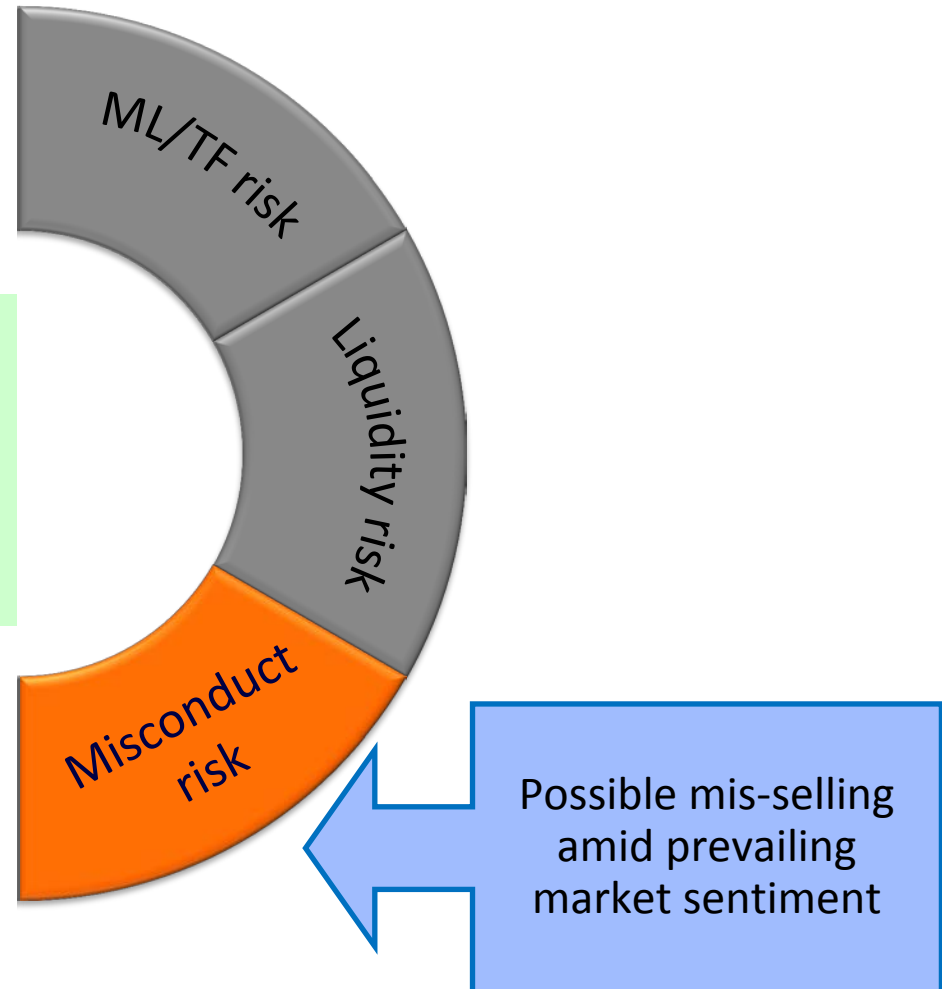 ML/TF risk
Liquidity risk
Misconduct
risk
Possible mis-selling
amid prevailing
market sentiment